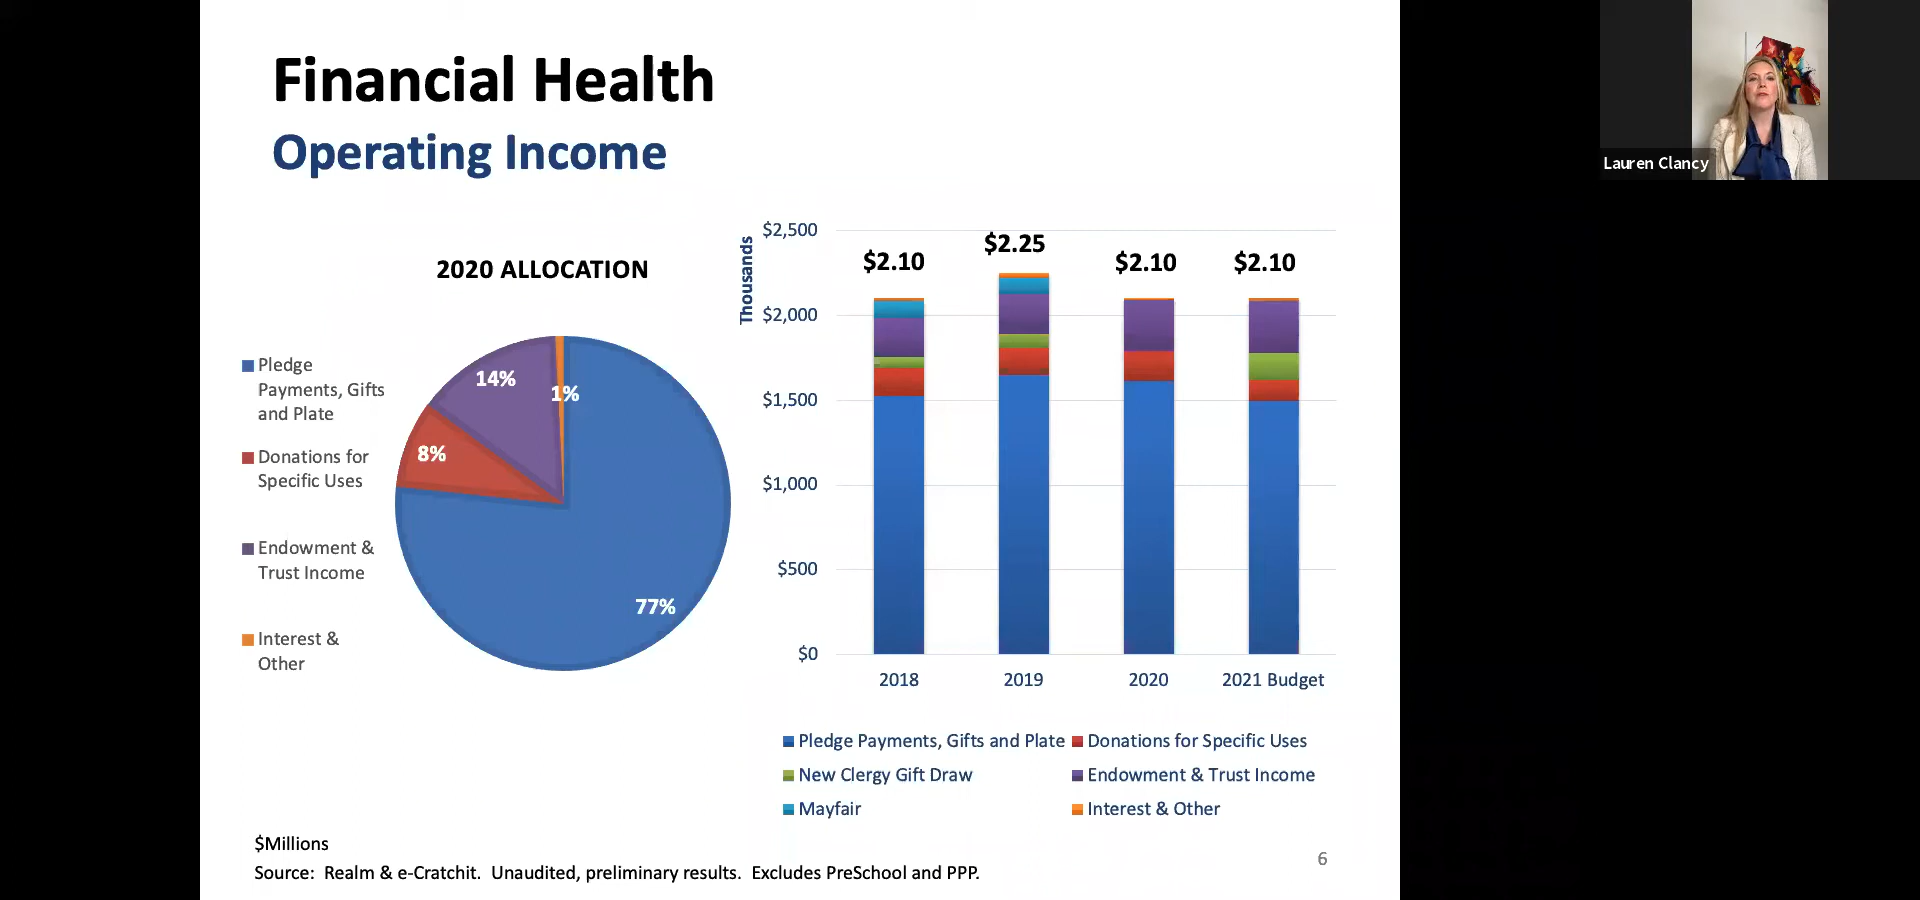 Financial Health
Operating Income
Lauren Clancy
2020 ALLOCATION
Pledge
Payments, Gifts
and Plate
Donations for
Specific Uses
Endowment &
Trust Income
Interest &
Other
14%
1%
8%
77%
Thousands
$2,500
$2,000
$1,500
$1,000
$500
$0
$2.10
$2.25
$2.10
$2.10
2018
2019
2020
2021 Budget
Pledge Payments, Gifts and Plate
Donations for Specific Uses
New Clergy Gift Draw
Endowment & Trust Income
Mayfair
Interest & Other
$Millions
Source: Realm & e-Cratchit. Unaudited, preliminary results. Excludes PreSchool and PPP.
6